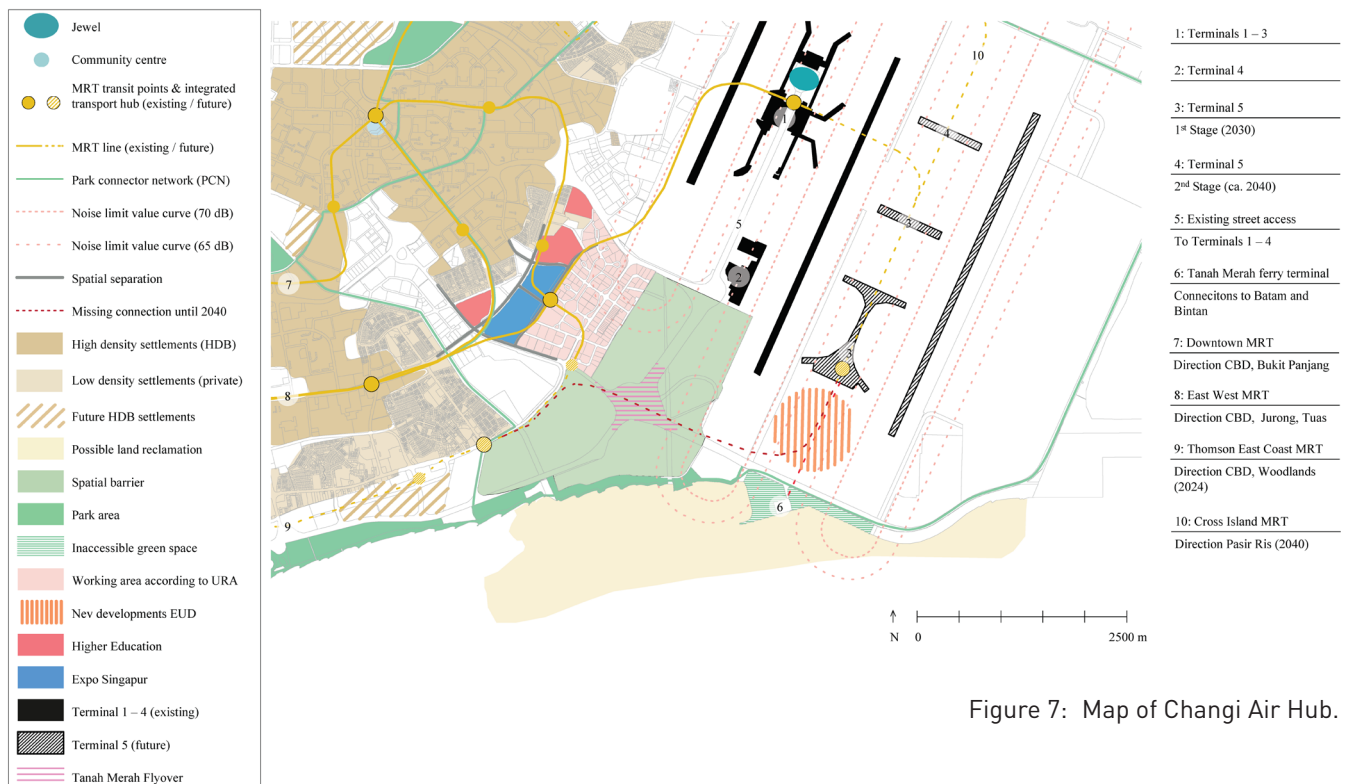 Jewel
Community centre
MRT transit points & integrated
transport hub (existing / future)
MRT line (existing / future)
Park connector network (PCN)
Noise limit value curve (70 dB)
Noise limit value curve (65 dB)
Spatial separation
Missing connection until 2040
High density settlements (HDB)
Low density settlements (private)
Future HDB settlements
Possible land reclamation
Spatial barrier
Park area
Inaccessible green space
Working area according to URA
Nev developments EUD
Higher Education
Expo Singapur
Terminal 1 – 4 (existing)
Terminal 5 (future)
Tanah Merah Flyover
10
1
4
5
3
2
7
3
8
6
9
N
0
2500 m
1: Terminals 1 – 3
2: Terminal 4
3: Terminal 5
1st Stage (2030)
4: Terminal 5
2nd Stage (ca. 2040)
5: Existing street access
To Terminals 1 – 4
6: Tanah Merah ferry terminal
Connecitons to Batam and
Bintan
7: Downtown MRT
Direction CBD, Bukit Panjang
8: East West MRT
Direction CBD, Jurong, Tuas
9: Thomson East Coast MRT
Direction CBD, Woodlands
(2024)
10: Cross Island MRT
Direction Pasir Ris (2040)
Figure 7: Map of Changi Air Hub.